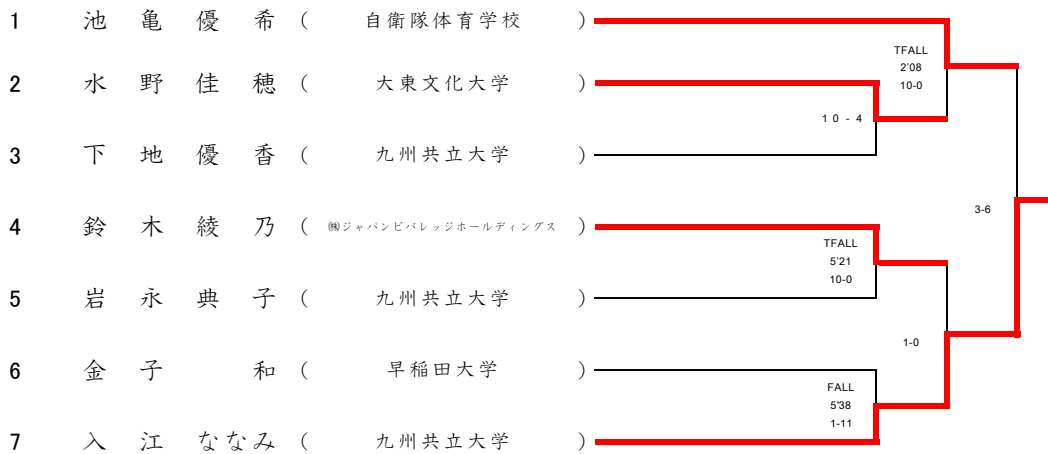 1 池亀優希 ( 自衛隊体育学校 )
TFALL
2'08
10-0
2 水野佳穂 ( 大東文化大学 )
10-4
3 下地優香 ( 九州共立大学 )
3-6
4 鈴木綾乃 ( ㈱ジャパンビバレッジホールディングス )
TFALL
5'21
10-0
5 岩永典子 ( 九州共立大学 )
1-0
6 金子 和 ( 早稲田大学 )
FALL
5'38
1-11
7 入江ななみ ( 九州共立大学 )